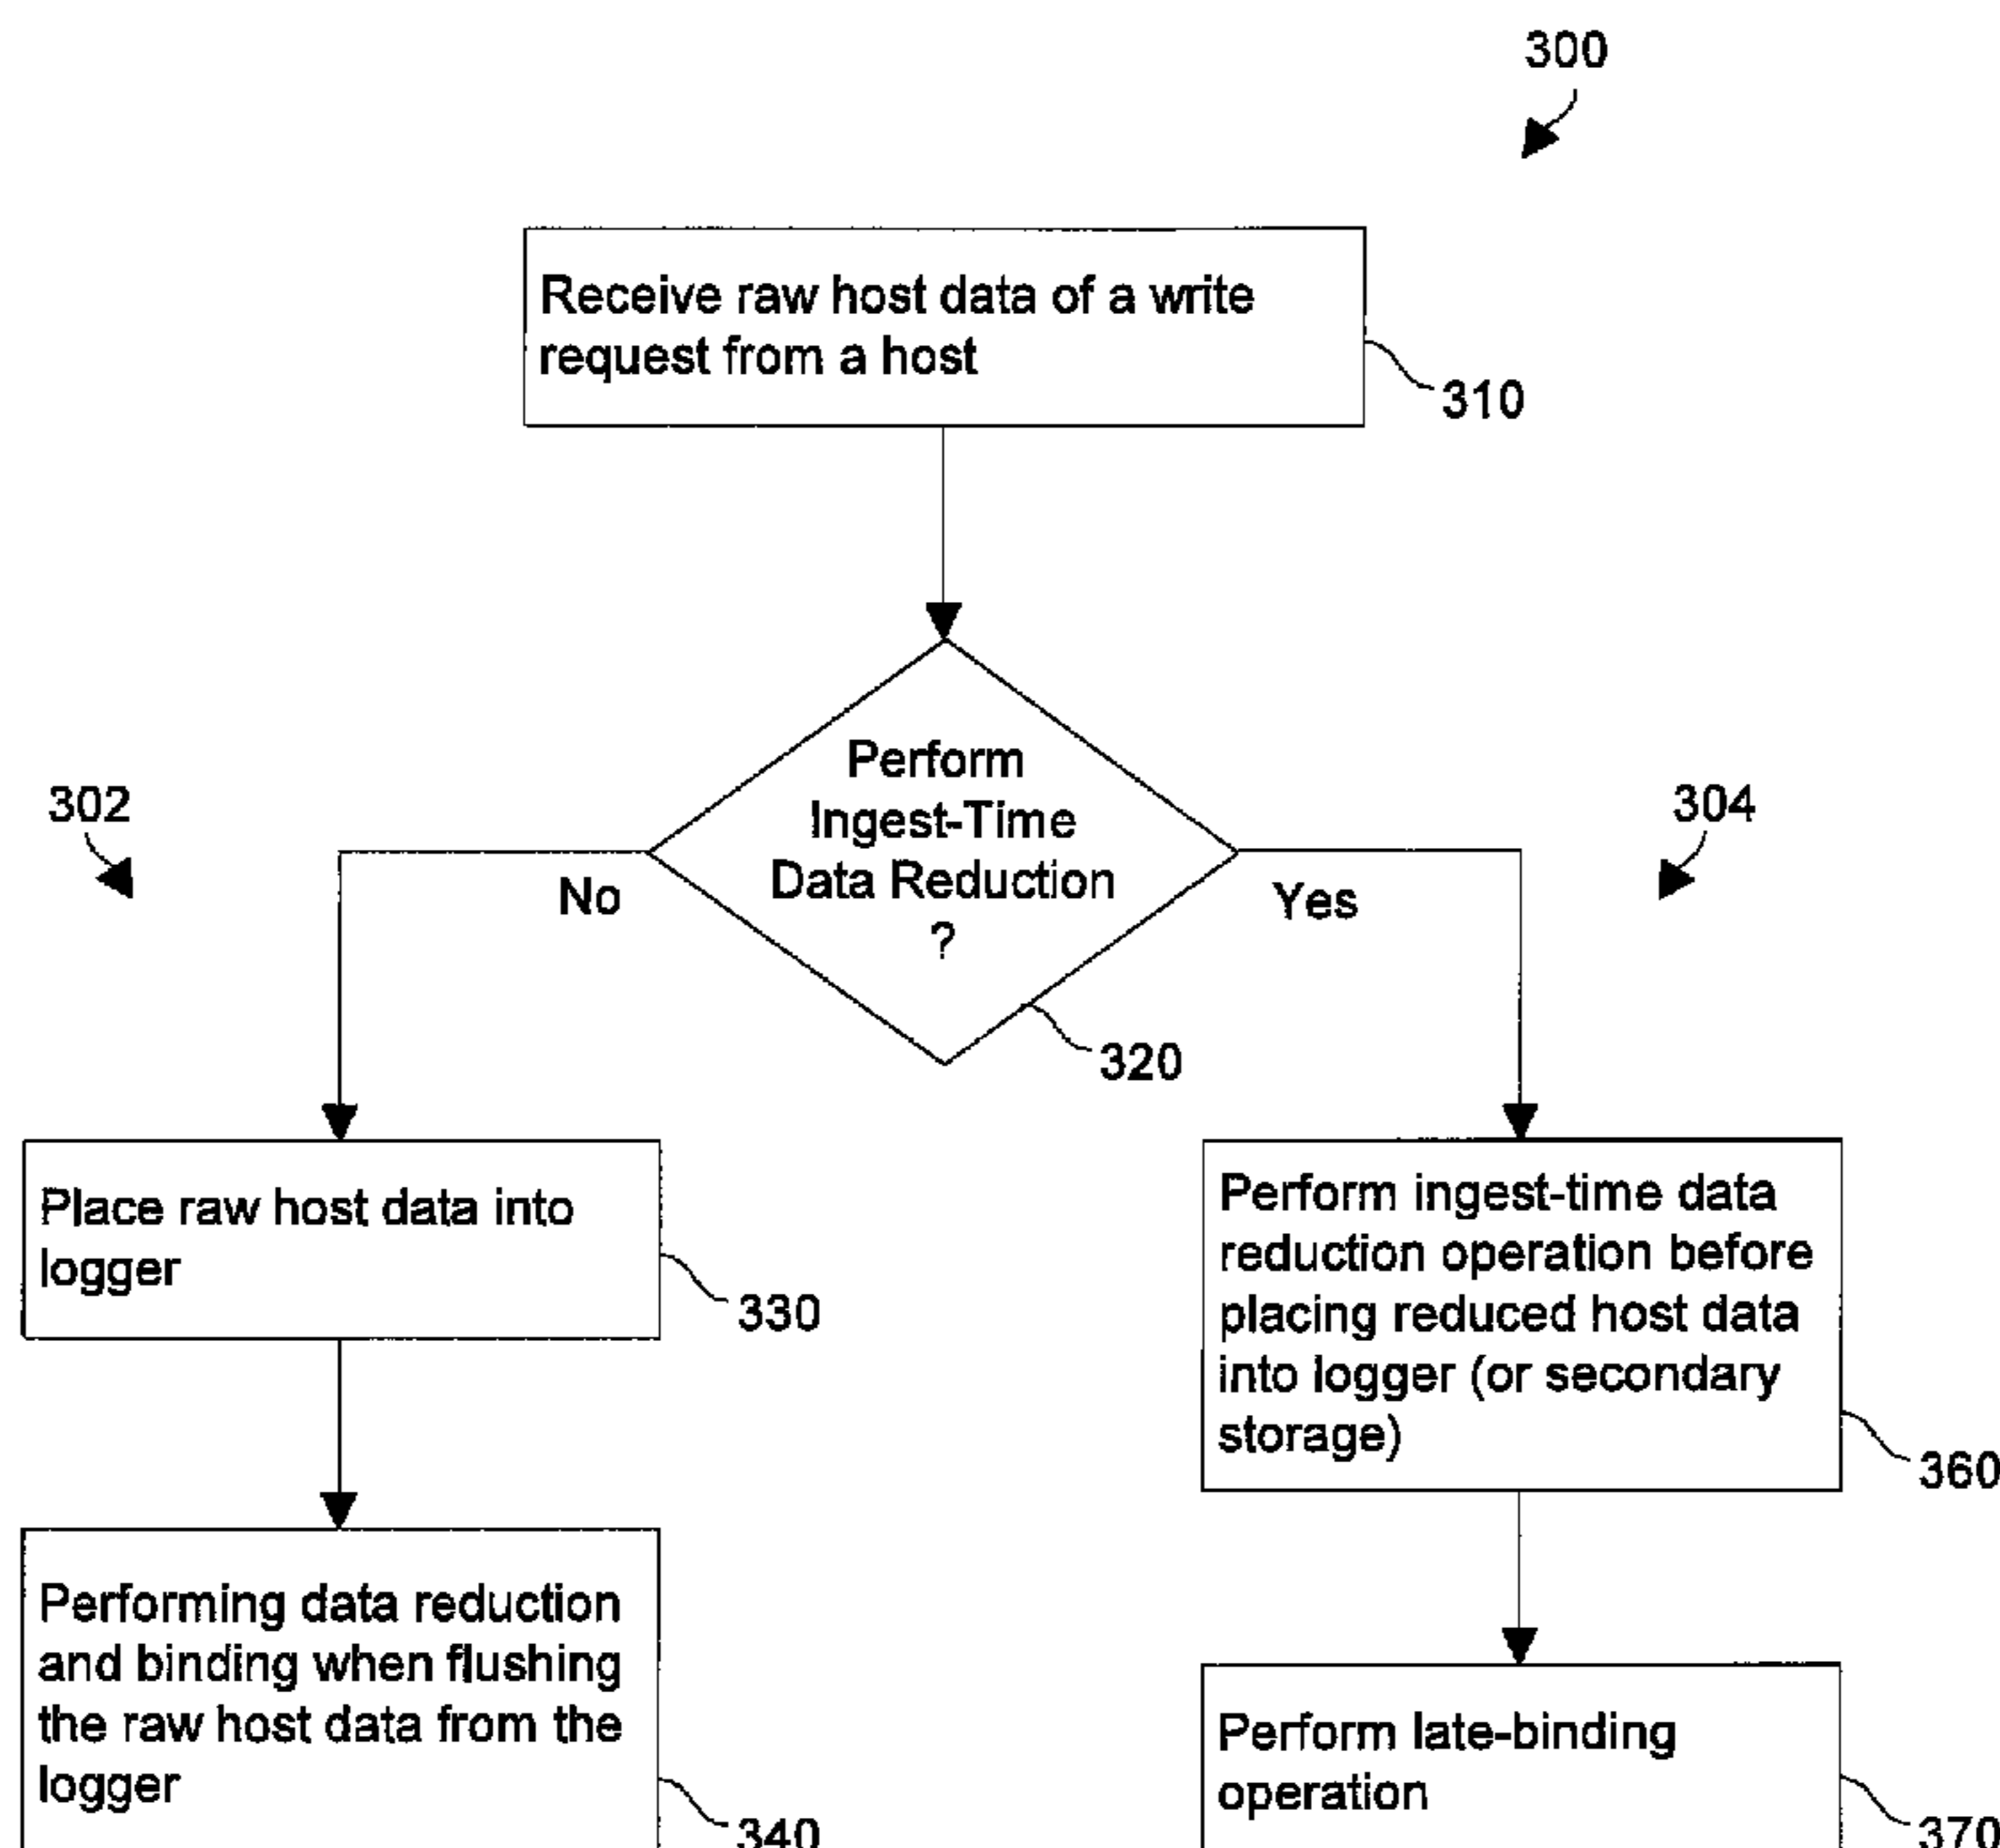 300
Receive raw host data of a write
request from a host
310
Perform
Ingest-Time
Data Reduction
?
320
302
304
No
Yes
Place raw host data into
logger
330
Perform ingest-time data
reduction operation before
placing reduced host data
into logger (or secondary
storage)
360
Performing data reduction
and binding when flushing
the raw host data from the
logger
340
Perform late-binding
operation
370